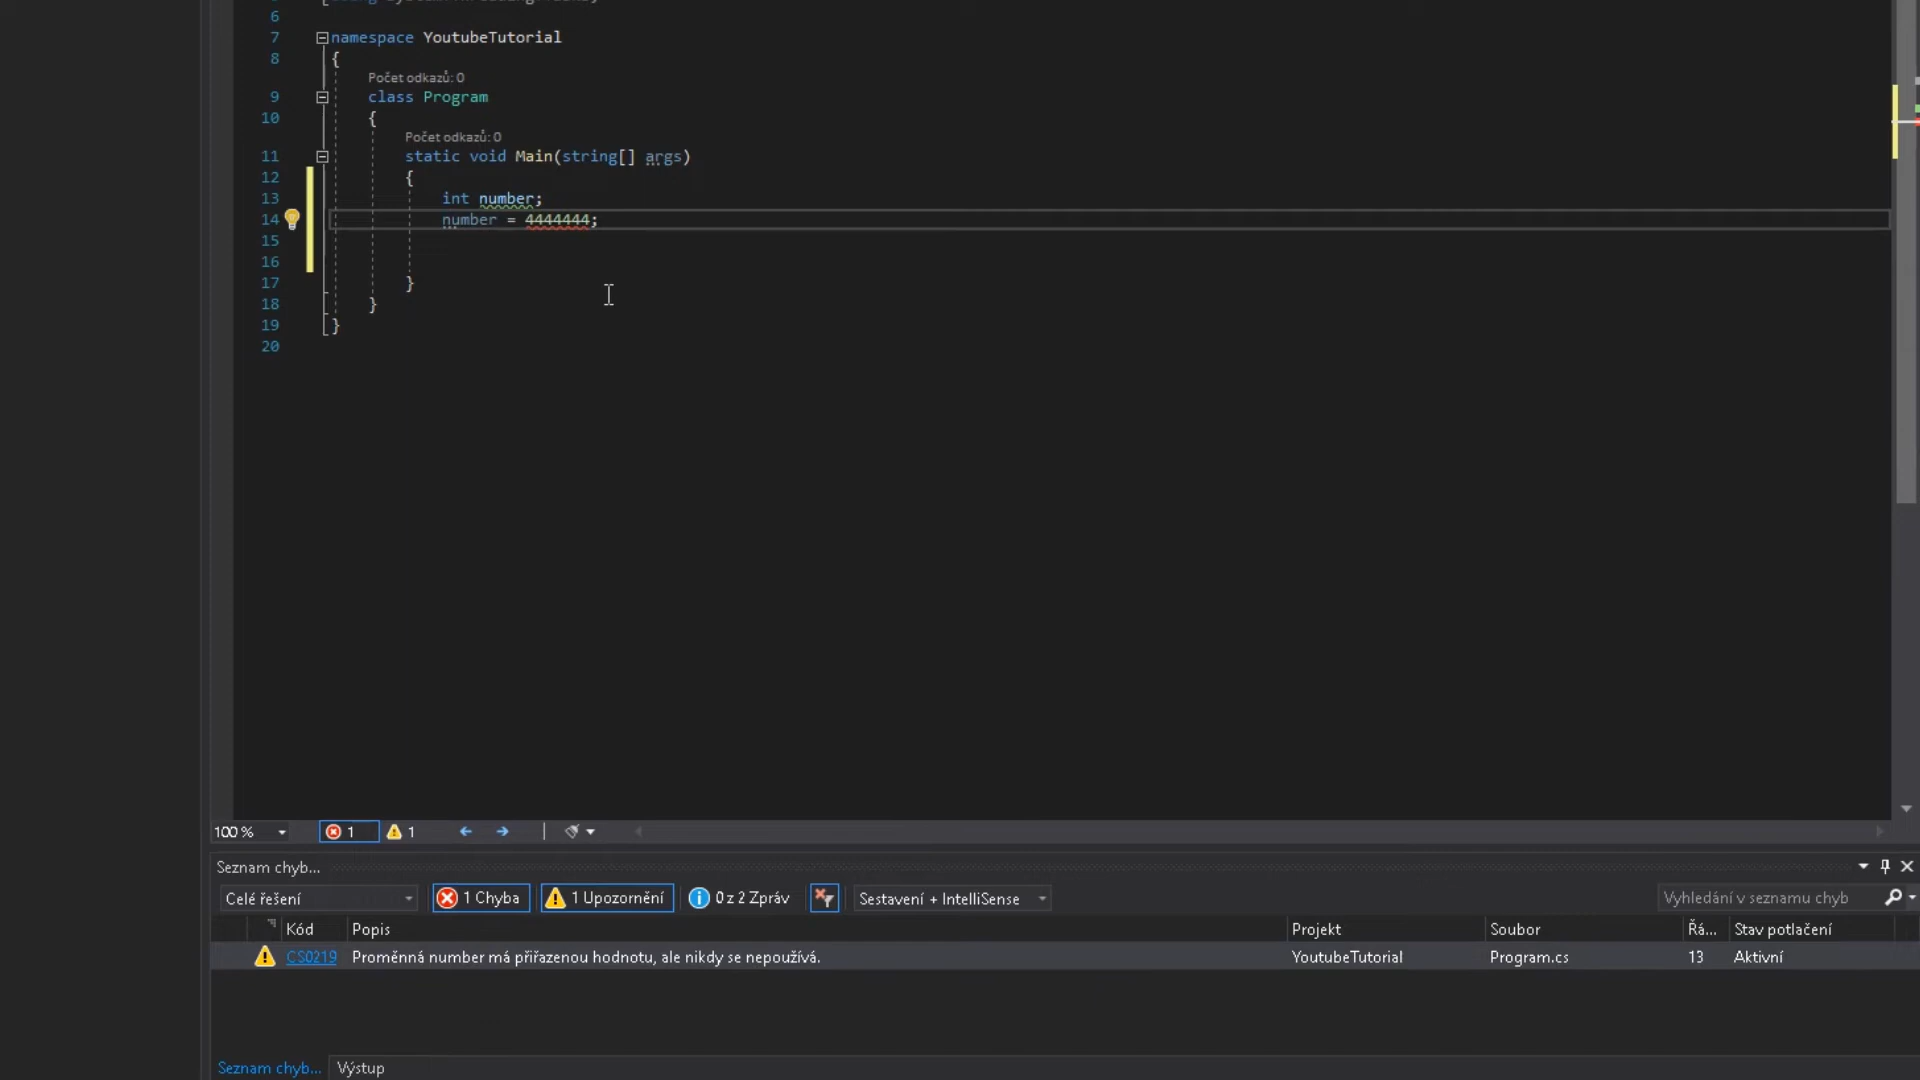 6
7 namespace YoutubeTutorial
8 {
Počet odkazů: 0
9 class Program
10 {
Počet odkazů: 0
11 static void Main(string[] args)
12 {
13 int number;
14 number = 4444444;
15
16
17 }
18 }
19 }
20
100 % 1 1
Seznam chyb...
Celé řešení 1 Chyba 1 Upozornění 0 z 2 Zpráv Sestavení + IntelliSense Vyhledání v seznamu chyb
Kód Popis Projekt Soubor Řá... Stav potlačení
CS0219 Proměnná number má přiřazenou hodnotu, ale nikdy se nepoužívá. YoutubeTutorial Program.cs 13 Aktivní
Seznam chyb... Výstup